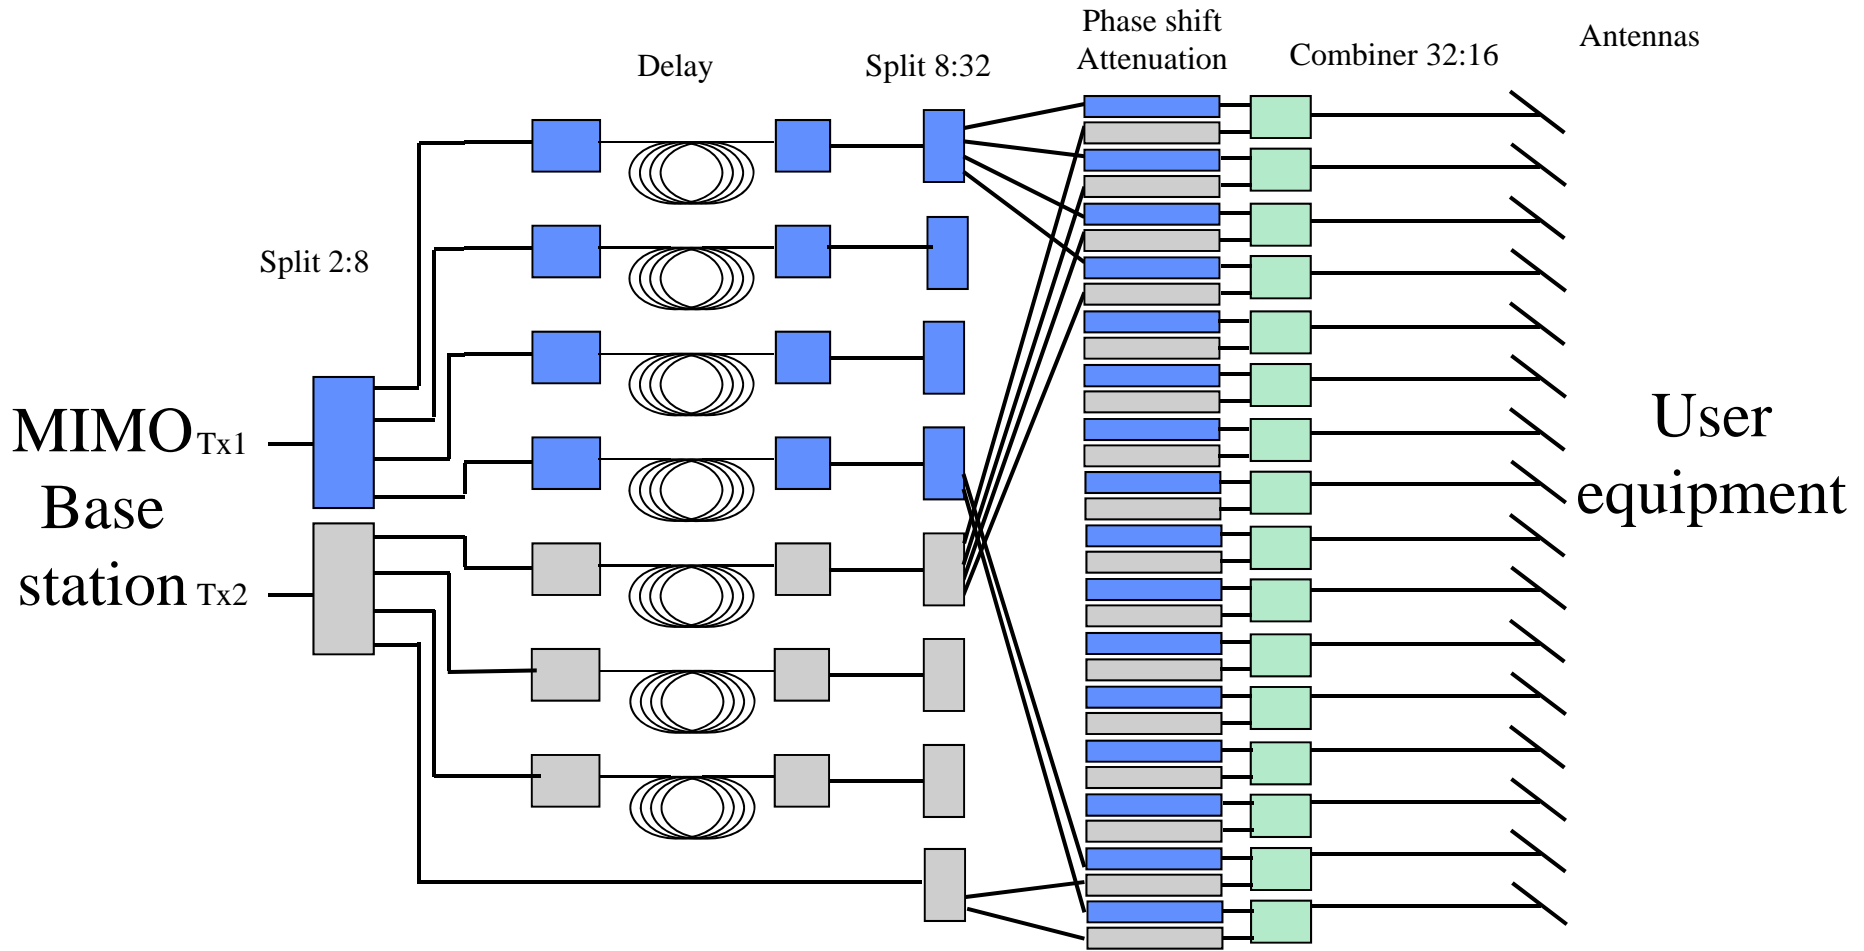 Phase shift
Attenuation
Combiner 32:16
Antennas
Delay
Split 8:32
Split 2:8
MIMO
Base
station
Tx1
Tx2
User
equipment